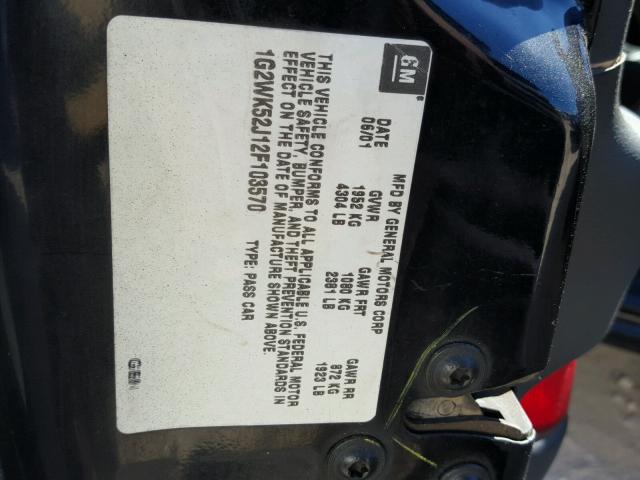 GM
MFD BY GENERAL MOTORS CORP
DATE GVWR GAWR FRT GAWR RR
06/01 1952 KG 1080 KG 872 KG
4304 LB 2381 LB 1923 LB
THIS VEHICLE CONFORMS TO ALL APPLICABLE U.S. FEDERAL MOTOR
VEHICLE SAFETY, BUMPER, AND THEFT PREVENTION STANDARDS IN
EFFECT ON THE DATE OF MANUFACTURE SHOWN ABOVE.
1G2WK52J12F103570 TYPE: PASS CAR